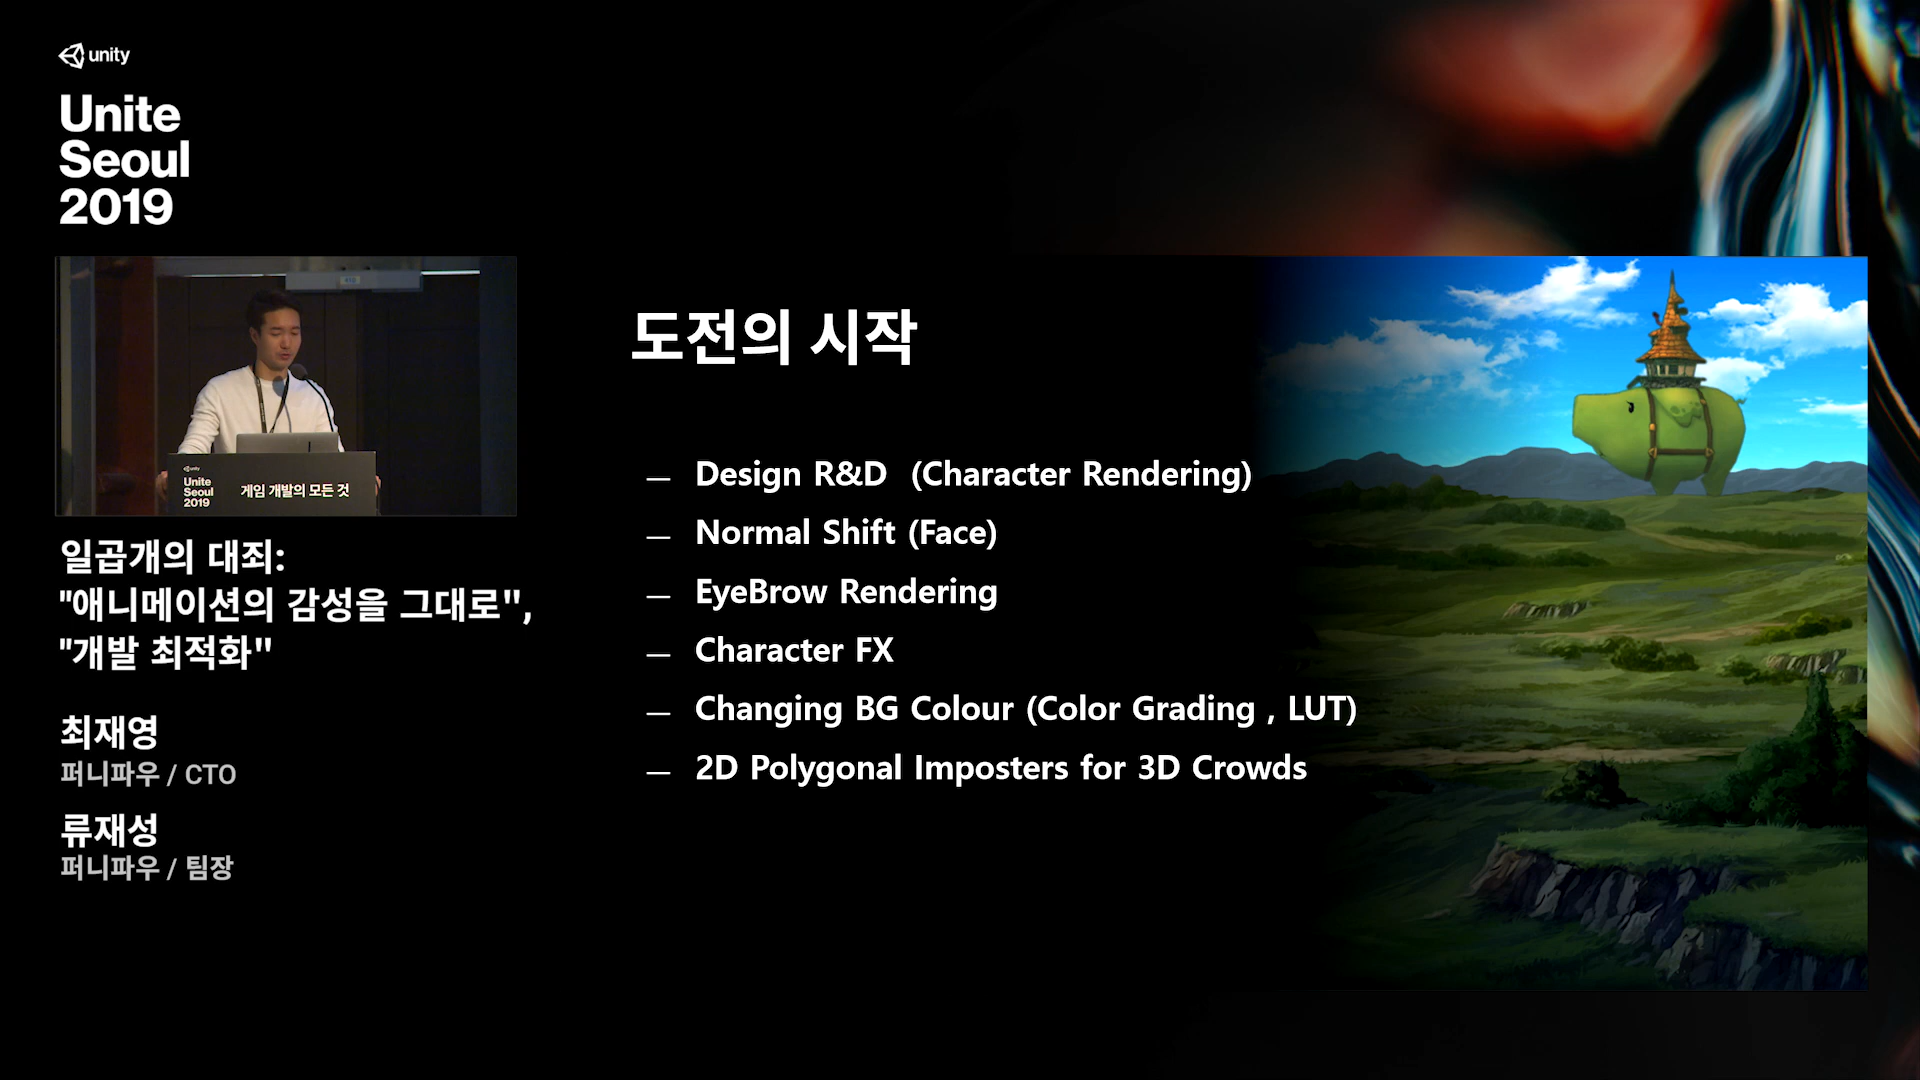 unity
Unite
Seoul
2019
unity
Unite
Seoul
2019
게임 개발의 모든 것
일곱개의 대죄:
"애니메이션의 감성을 그대로",
"개발 최적화"
최재영
퍼니파우 / CTO
류재성
퍼니파우 / 팀장
도전의 시작
— Design R&D (Character Rendering)
— Normal Shift (Face)
— EyeBrow Rendering
— Character FX
— Changing BG Colour (Color Grading , LUT)
— 2D Polygonal Imposters for 3D Crowds